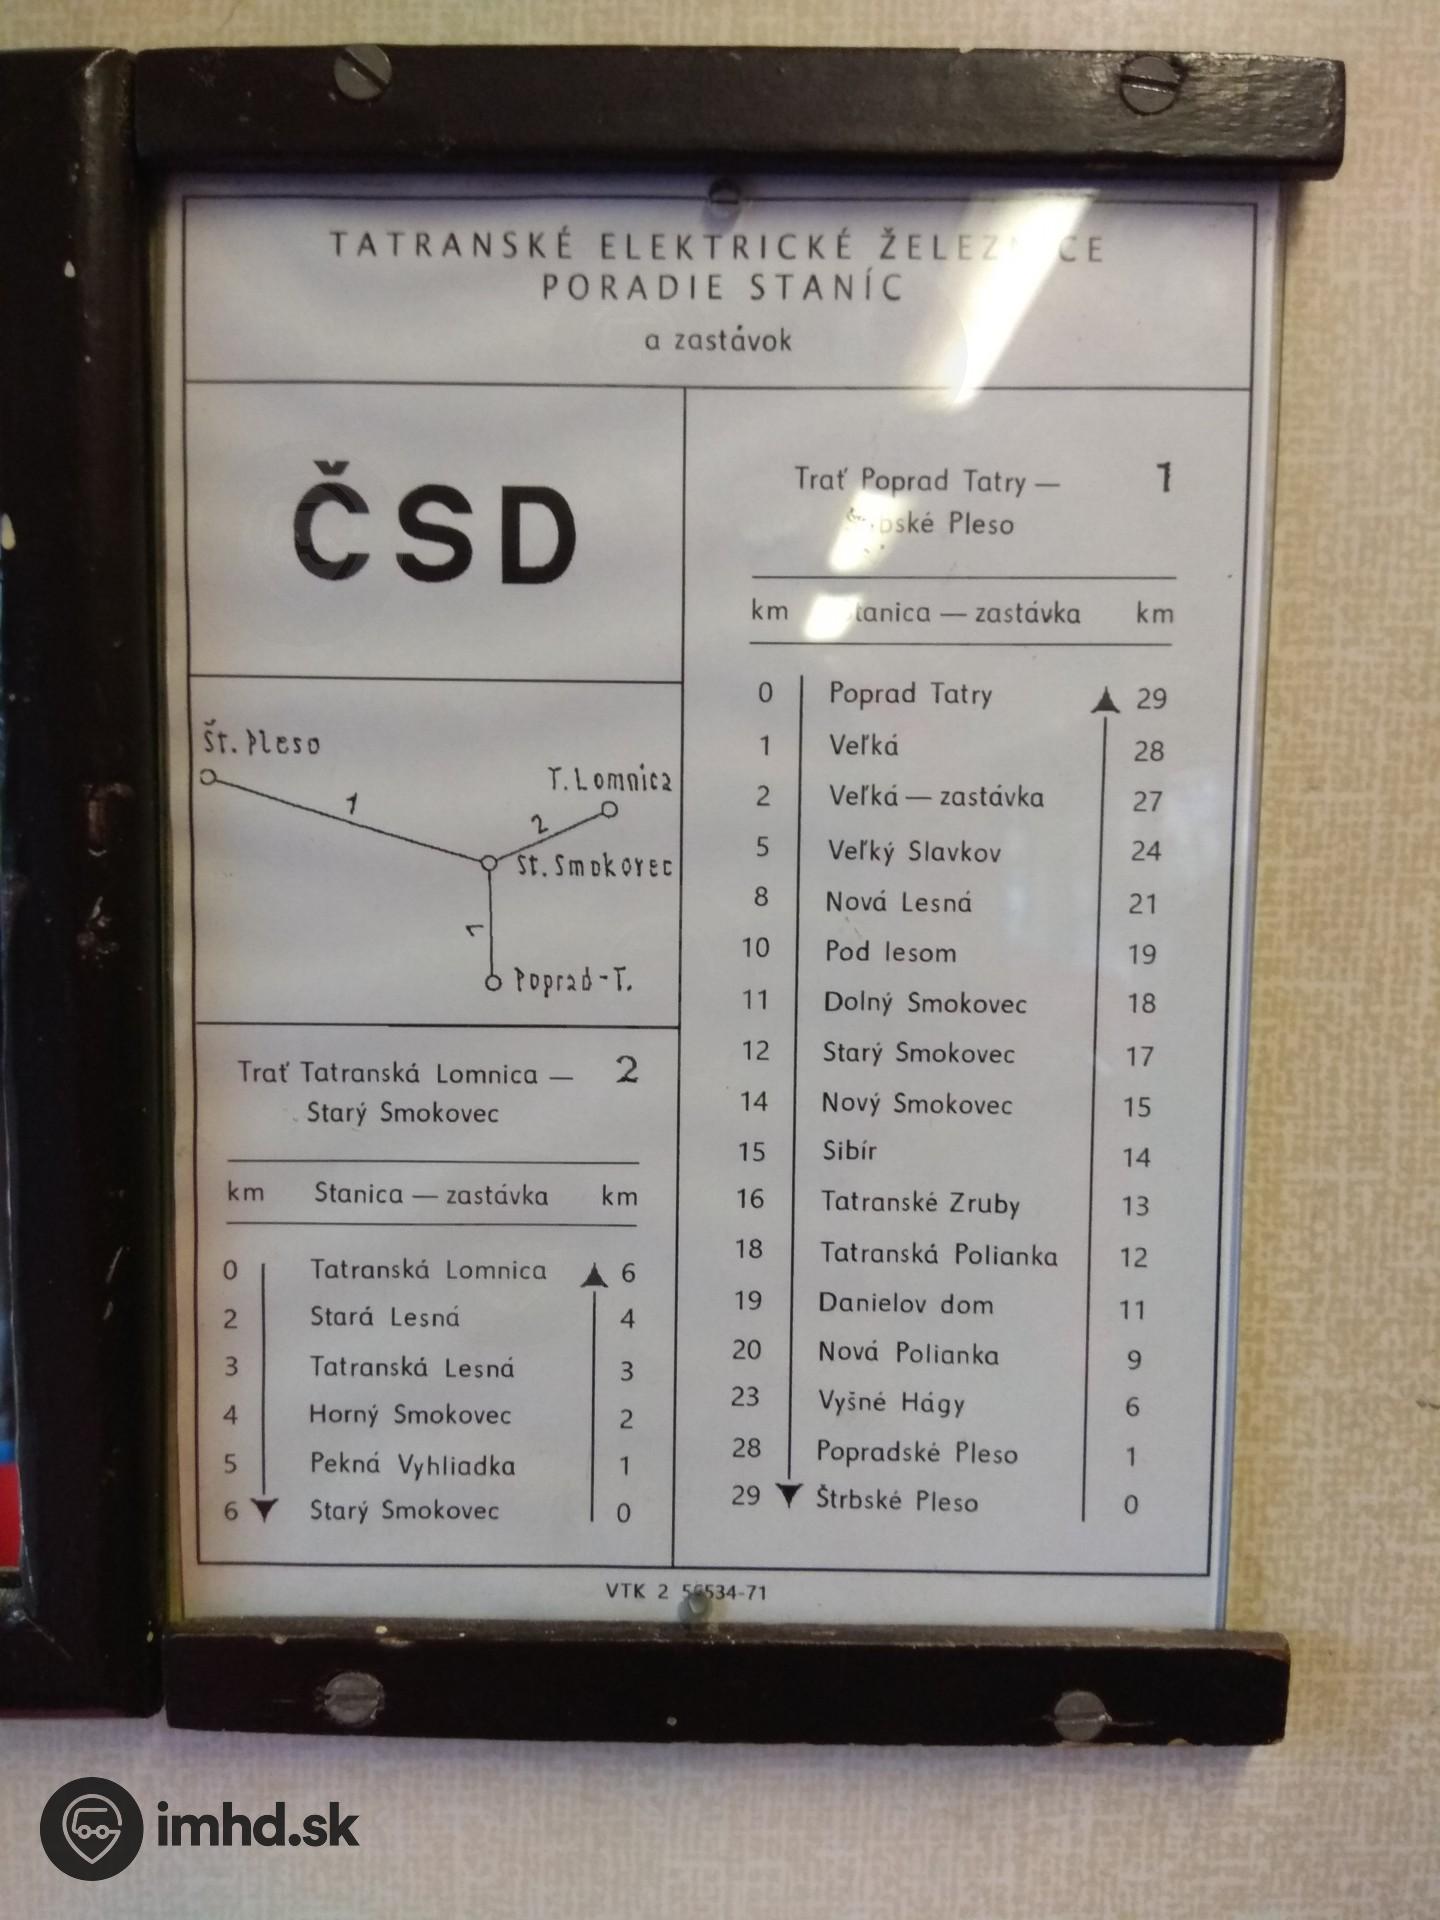 TATRANSKÉ ELEKTRICKÉ
PORADIE STANÍC
a zastávok
ČSD
Št. Pleso
T. Lomnica
1
2
St. Smokovec
1
Poprad-T.
Trať Tatranská Lomnica — 2
Starý Smokovec
km Stanica — zastávka km
0 Tatranská Lomnica 6
2 Stará Lesná 4
3 Tatranská Lesná 3
4 Horný Smokovec 2
5 Pekná Vyhliadka 1
6 Starý Smokovec 0
Trať Poprad Tatry — 1
Pleso
km Stanica — zastávka km
0 Poprad Tatry 29
1 Veľká 28
2 Veľká — zastávka 27
5 Veľký Slavkov 24
8 Nová Lesná 21
10 Pod lesom 19
11 Dolný Smokovec 18
12 Starý Smokovec 17
14 Nový Smokovec 15
15 Sibír 14
16 Tatranské Zruby 13
18 Tatranská Polianka 12
19 Danielov dom 11
20 Nová Polianka 9
23 Vyšné Hágy 6
28 Popradské Pleso 1
29 Štrbské Pleso 0
VTK 2
imhd.sk